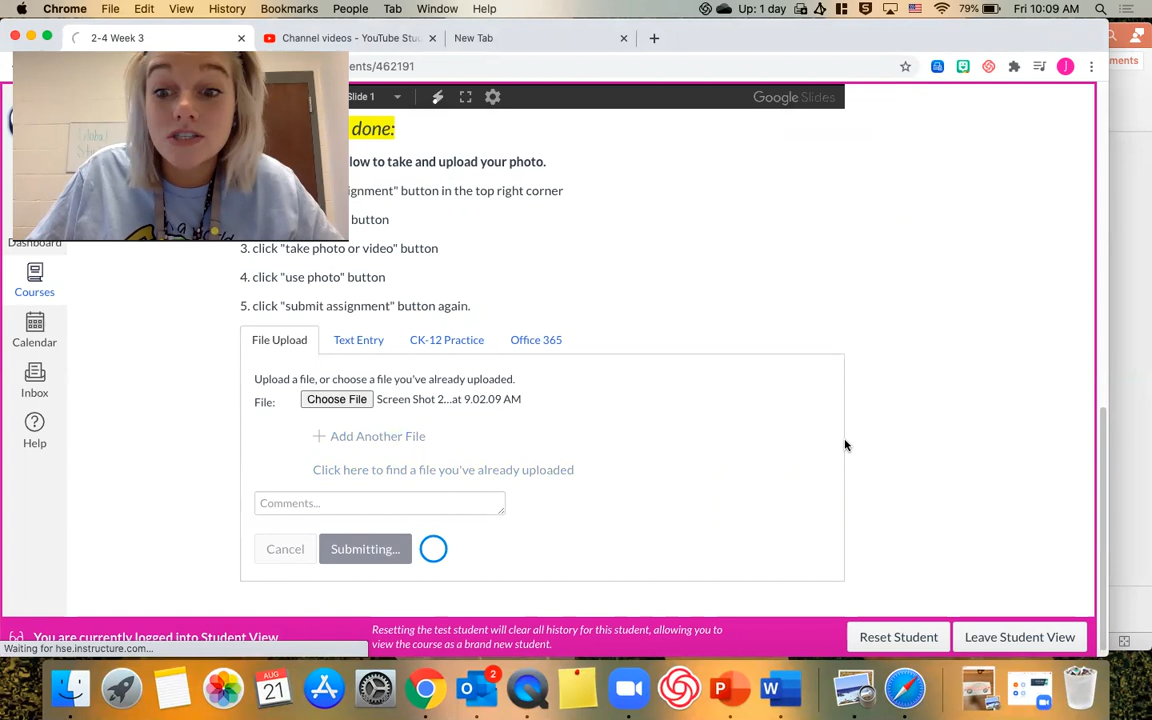 Chrome File Edit View History Bookmarks People Tab Window Help Up: 1 day 79% Fri 10:09 AM
2-4 Week 3 Channel videos - YouTube Stu New Tab
ents/462191
ments
Slide 1 Google Slides
done:
low to take and upload your photo.
ignment" button in the top right corner
button
3. click "take photo or video" button
4. click "use photo" button
5. click "submit assignment" button again.
Dashboard
Courses
Calendar
Inbox
Help
File Upload Text Entry CK-12 Practice Office 365
Upload a file, or choose a file you've already uploaded.
File: Choose File Screen Shot 2...at 9.02.09 AM
+ Add Another File
Click here to find a file you've already uploaded
Comments...
Cancel Submitting...
You are currently logged into Student View
Resetting the test student will clear all history for this student, allowing you to
view the course as a brand new student.
Reset Student Leave Student View
Waiting for hse.instructure.com...
AUG
21
2